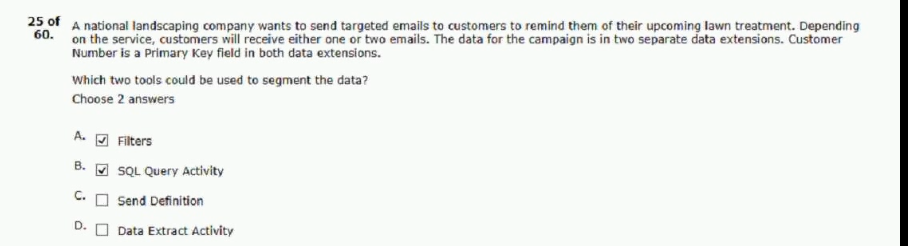 25 of
60.
A national landscaping company wants to send targeted emails to customers to remind them of their upcoming lawn treatment. Depending
on the service, customers will receive either one or two emails. The data for the campaign is in two separate data extensions. Customer
Number is a Primary Key field in both data extensions.
Which two tools could be used to segment the data?
Choose 2 answers
A. Filters
B. SQL Query Activity
C. Send Definition
D. Data Extract Activity